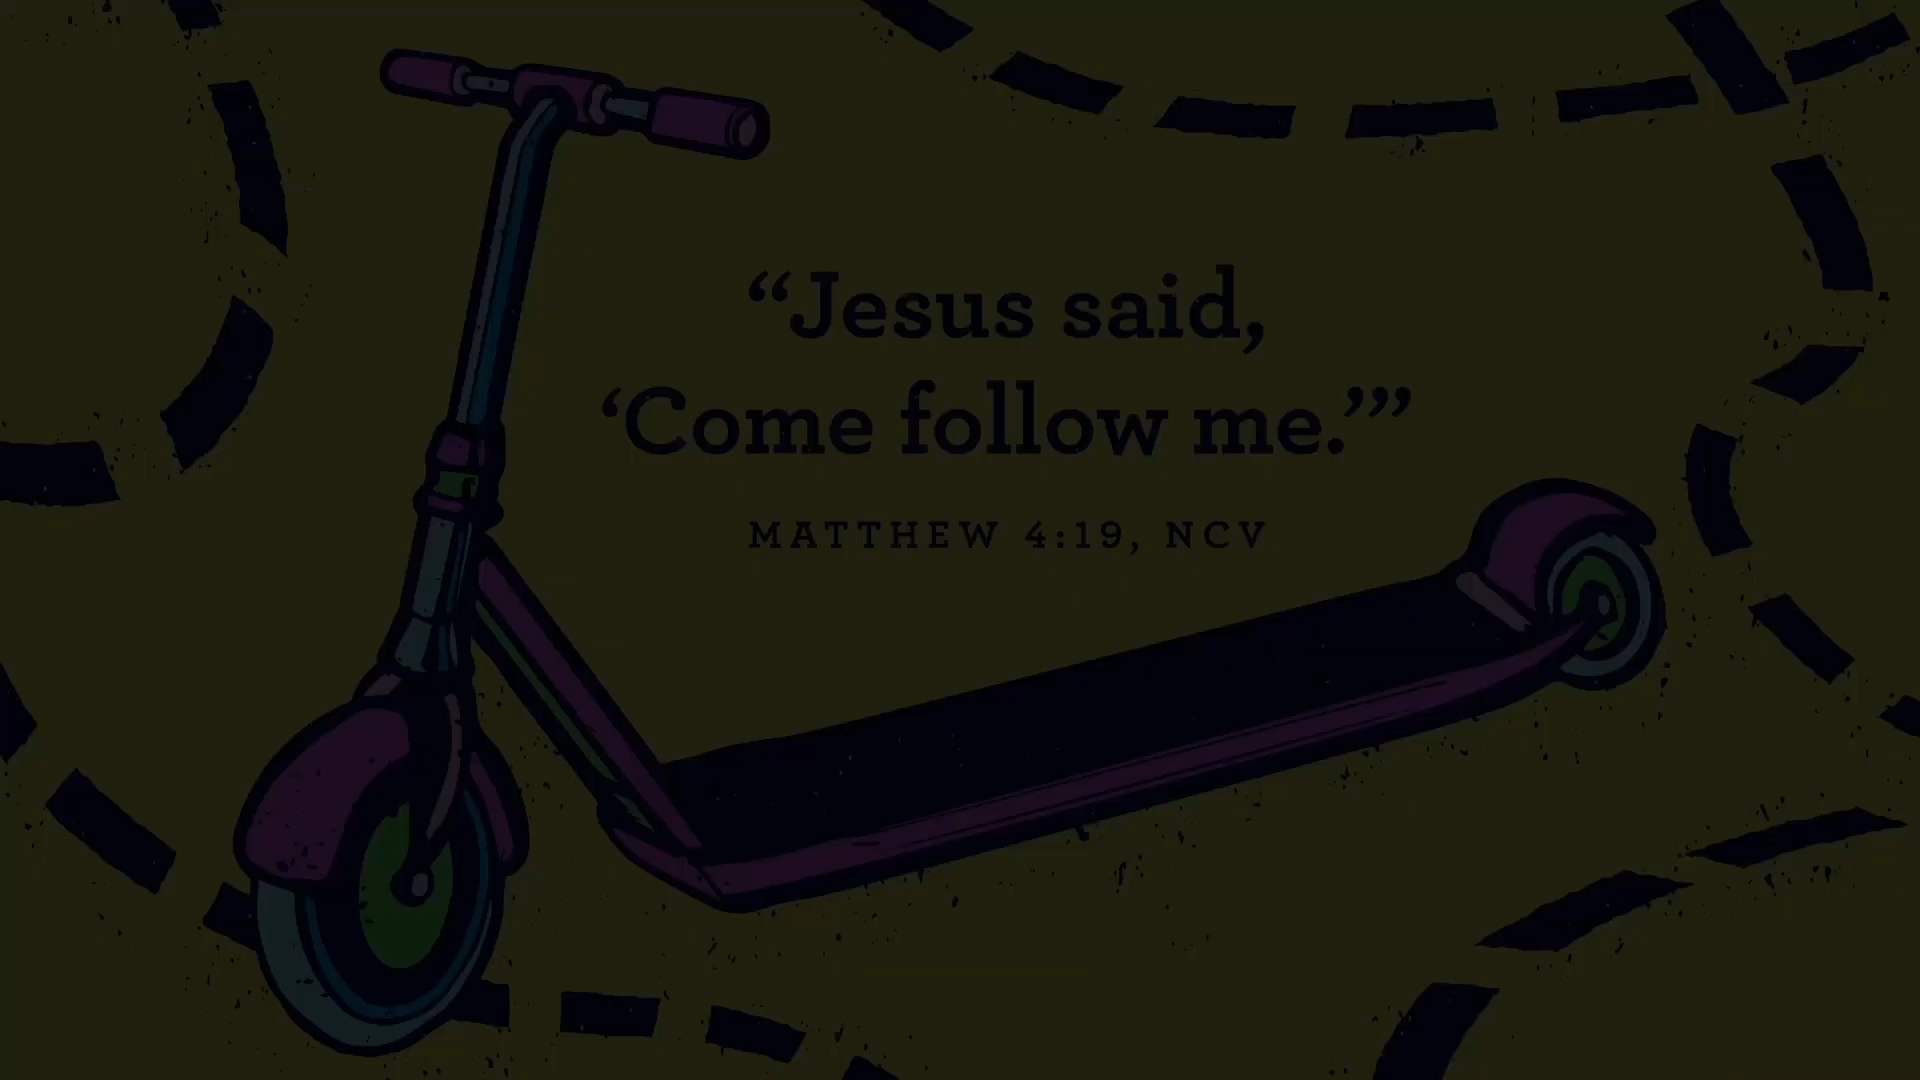 “Jesus said,
‘Come follow me.’”
MATTHEW 4:19, NCV